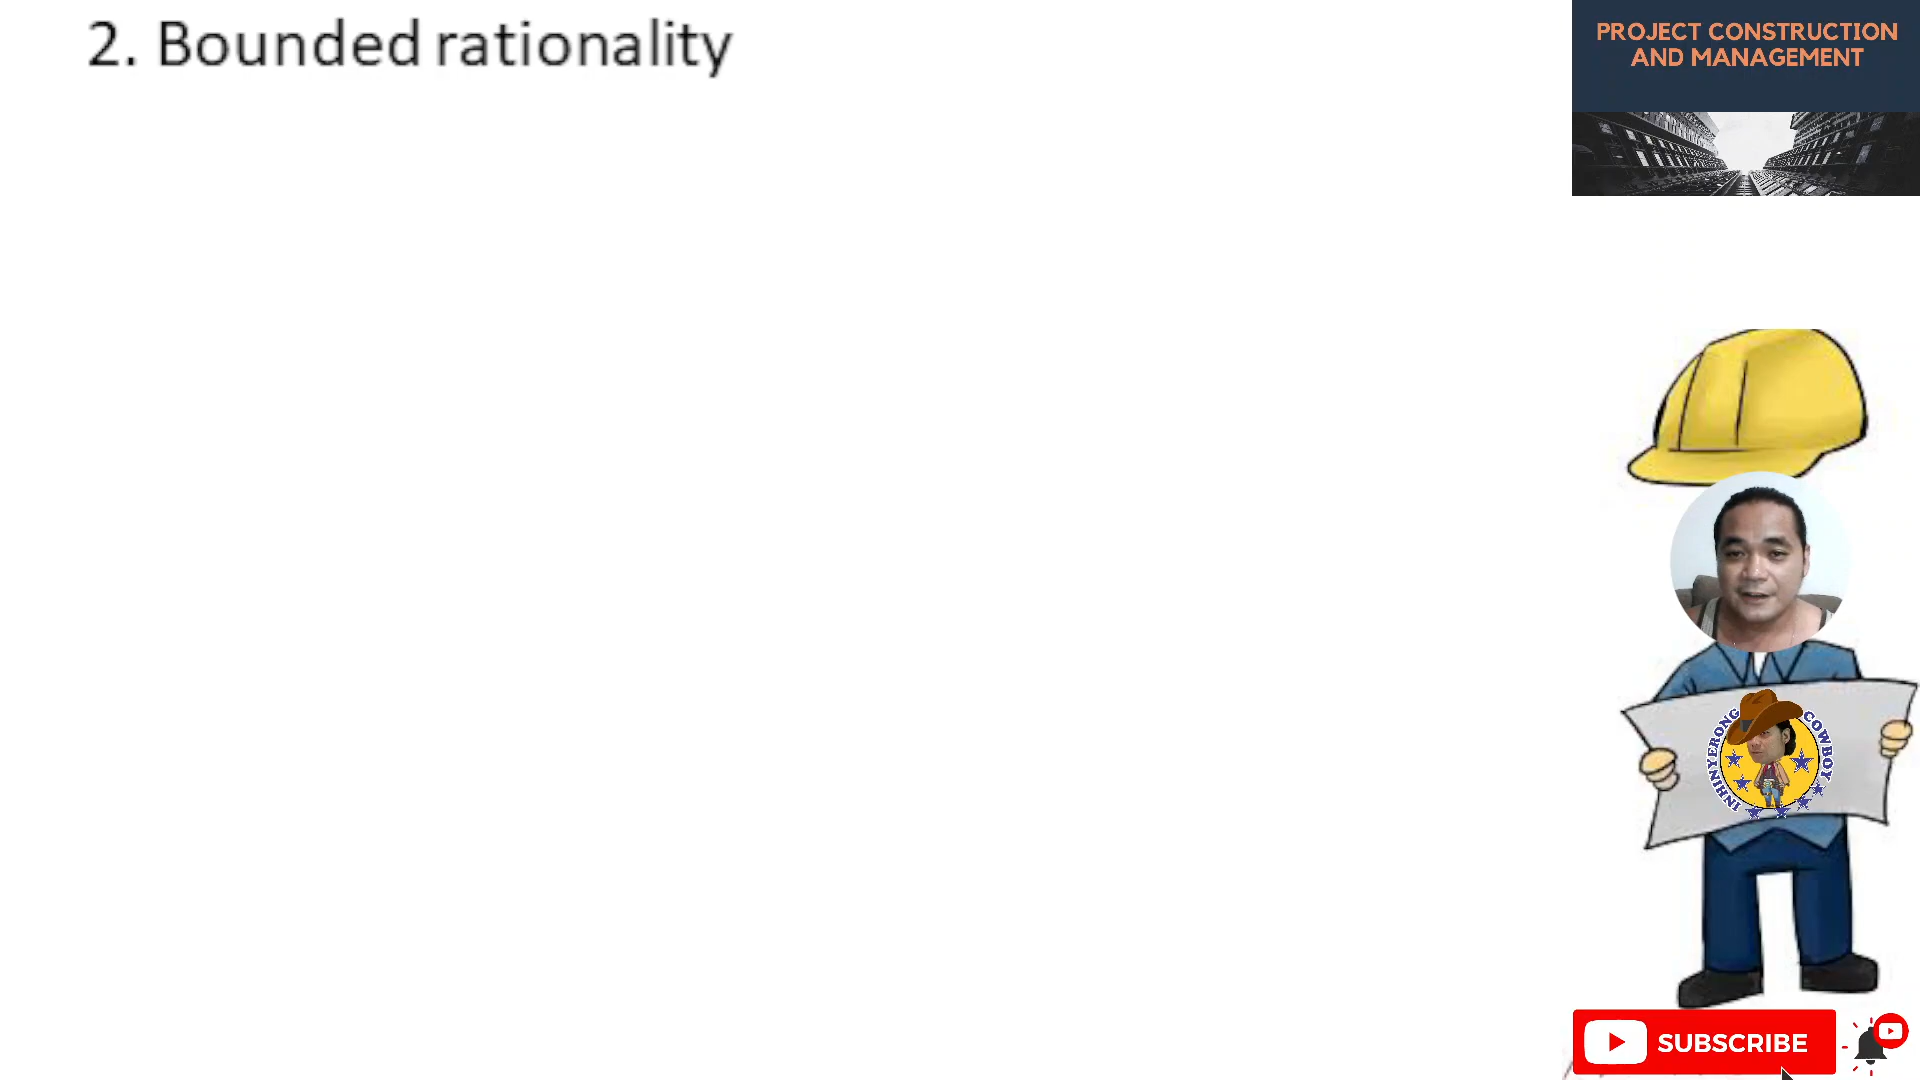 2. Bounded rationality
PROJECT CONSTRUCTION
AND MANAGEMENT
INHINYERONG COWBOY
SUBSCRIBE